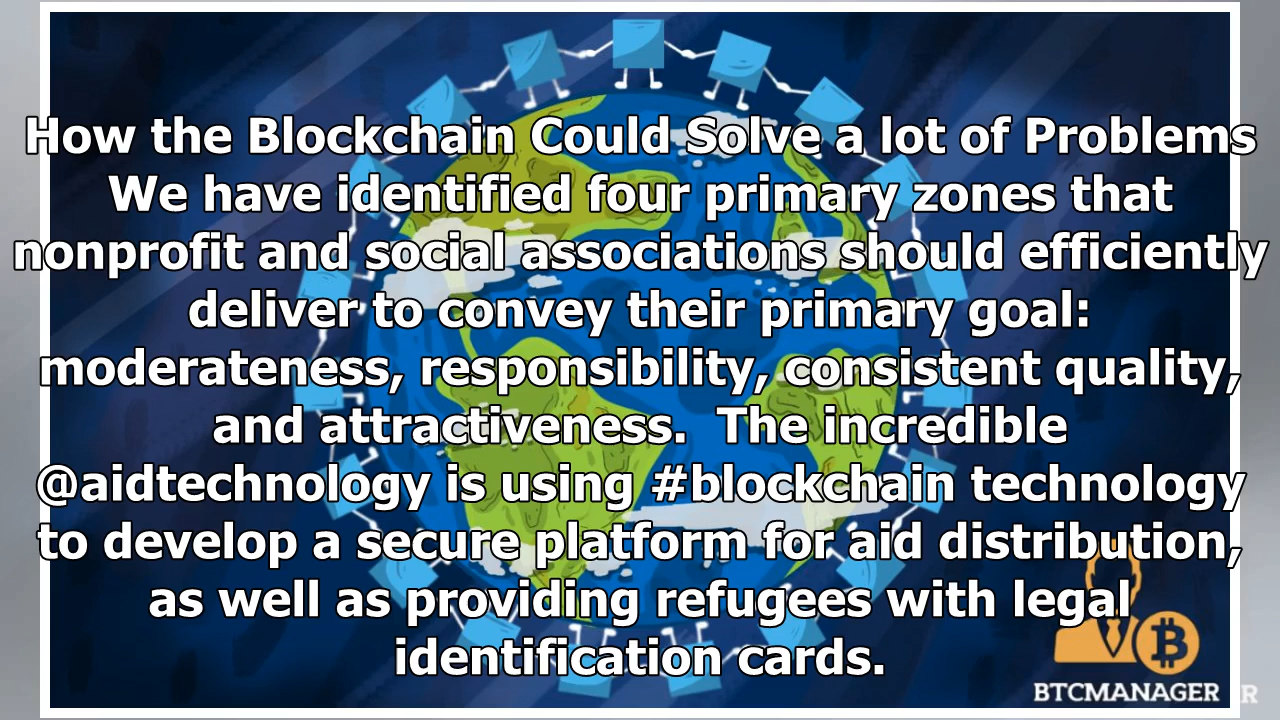 How the Blockchain Could Solve a lot of Problems
We have identified four primary zones that
nonprofit and social associations should efficiently
deliver to convey their primary goal:
moderateness, responsibility, consistent quality,
and attractiveness.  The incredible
@aidtechnology is using #blockchain technology
to develop a secure platform for aid distribution,
as well as providing refugees with legal
identification cards.
BTCMANAGER
R